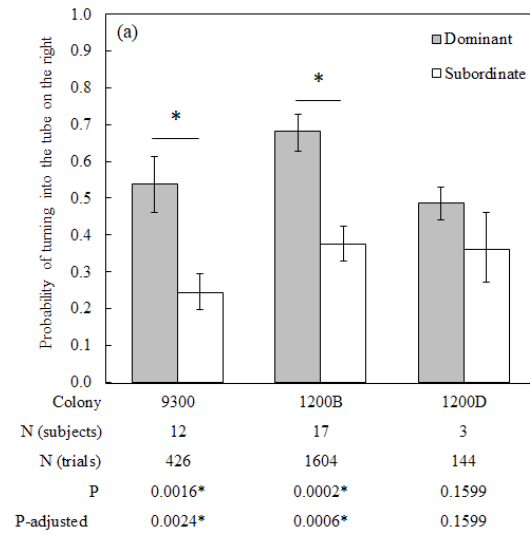 (a)
Dominant
Subordinate
*
*
Probability of turning into the tube on the right
1.0
0.9
0.8
0.7
0.6
0.5
0.4
0.3
0.2
0.1
0.0
Colony 9300 1200B 1200D
N (subjects) 12 17 3
N (trials) 426 1604 144
P 0.0016* 0.0002* 0.1599
P-adjusted 0.0024* 0.0006* 0.1599